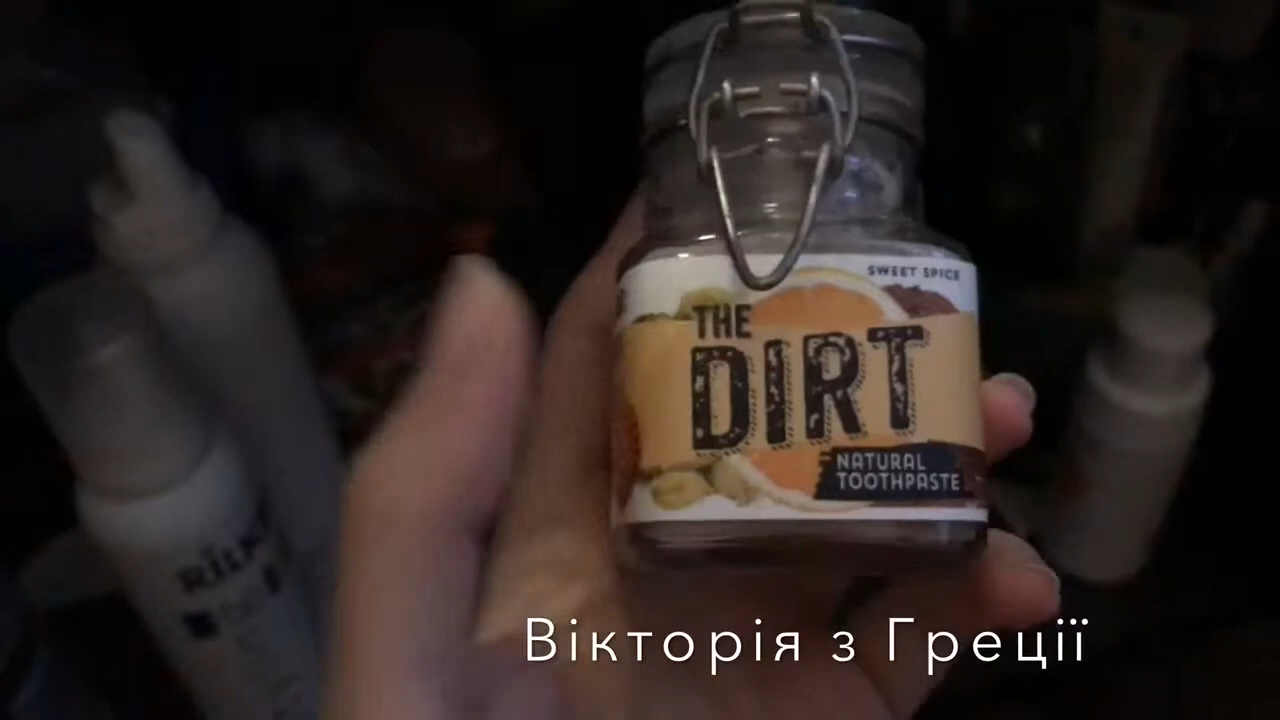 SWEET SPICE
THE
DIRT
NATURAL
TOOTHPASTE
Вікторія з Греції